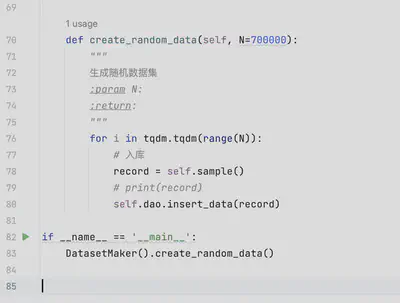 69
1 usage
70 def create_random_data(self, N=700000):
71 """
72 生成随机数据集
73 :param N:
74 :return:
75 """
76 for i in tqdm.tqdm(range(N)):
77 # 入库
78 record = self.sample()
79 # print(record)
80 self.dao.insert_data(record)
81
82 if __name__ == '__main__':
83 DatasetMaker().create_random_data()
84
85